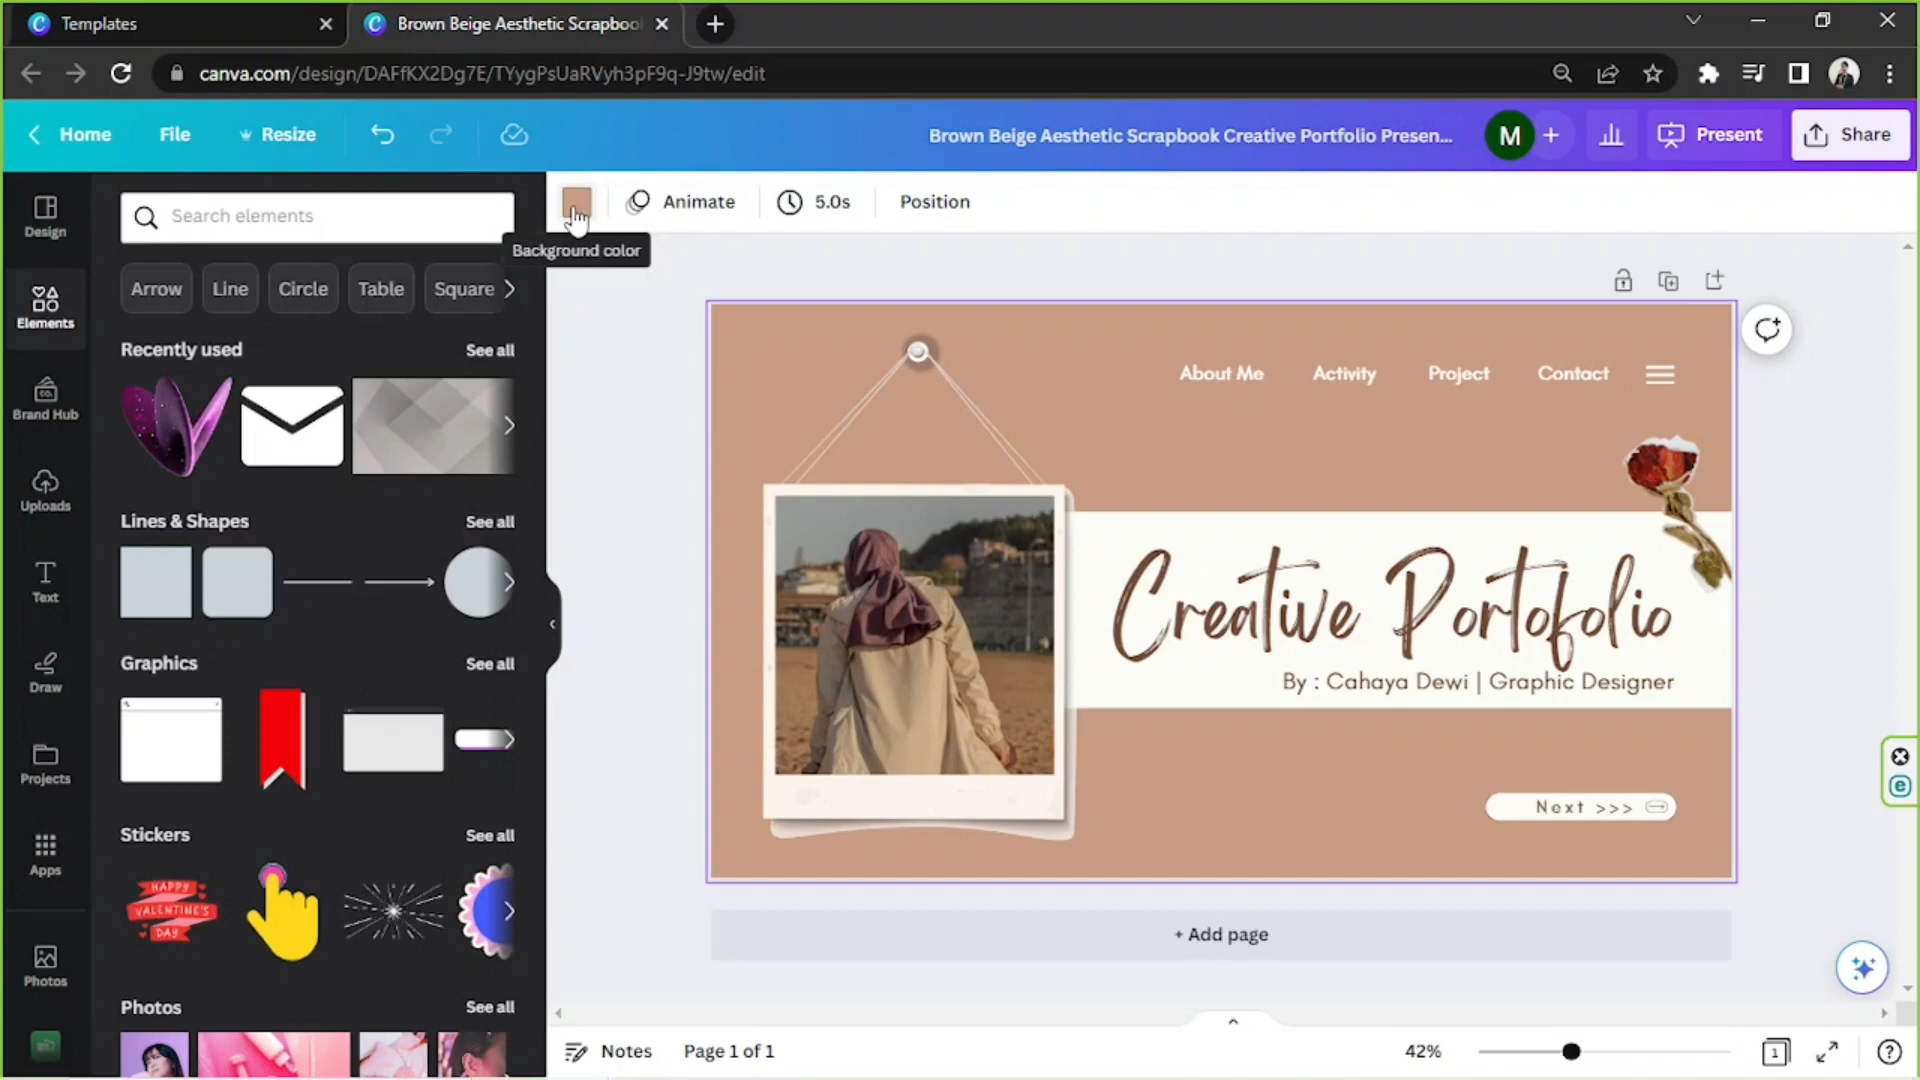 Templates
Brown Beige Aesthetic Scrapboo
canva.com/design/DAFfKX2Dg7E/TYygPsUaRVyh3pF9q-J9tw/edit
Home
File
Resize
Brown Beige Aesthetic Scrapbook Creative Portfolio Presen...
M
Present
Share
Design
Elements
Brand Hub
Uploads
Text
Draw
Projects
Apps
Photos
Search elements
Arrow
Line
Circle
Table
Square
Recently used
See all
Lines & Shapes
See all
Graphics
See all
Stickers
See all
HAPPY
VALENTINE'S
DAY
Photos
See all
Animate
5.0s
Position
Background color
About Me
Activity
Project
Contact
Creative Portofolio
By : Cahaya Dewi | Graphic Designer
Next >>>
+ Add page
Notes
Page 1 of 1
42%
1